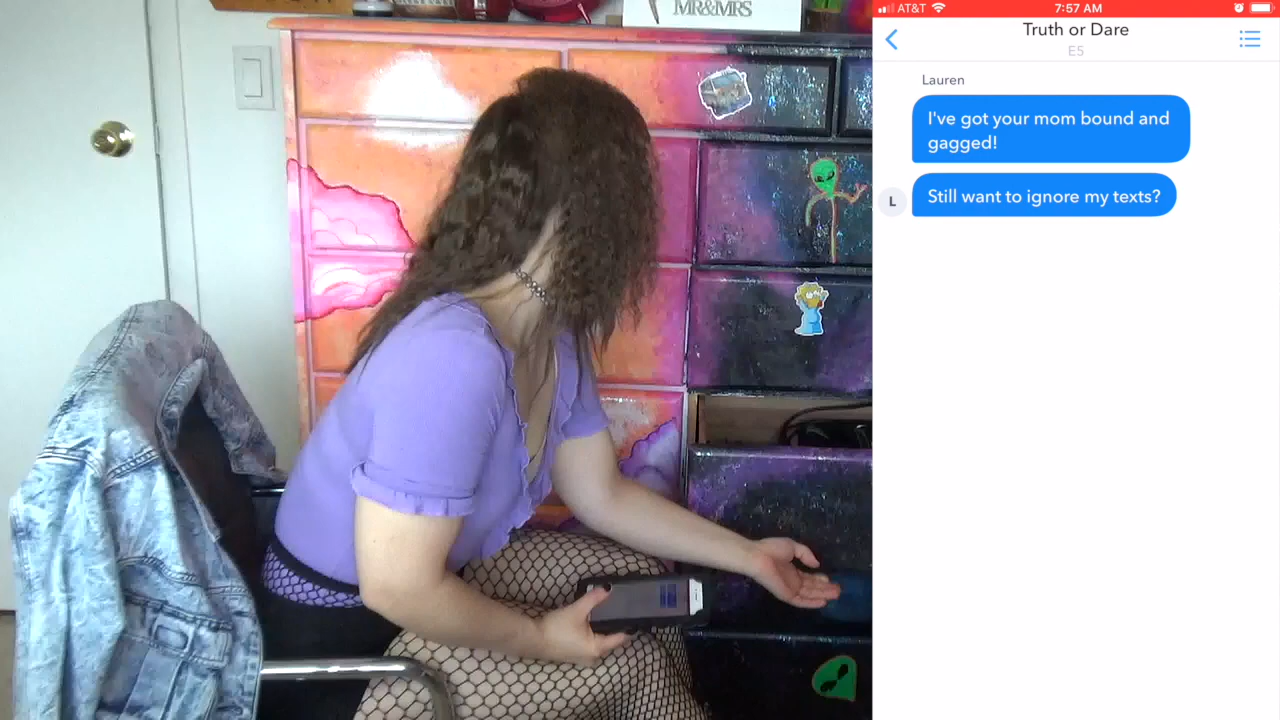 MR&MRS
AT&T 7:57 AM
Truth or Dare
E5
Lauren
I've got your mom bound and
gagged!
L
Still want to ignore my texts?